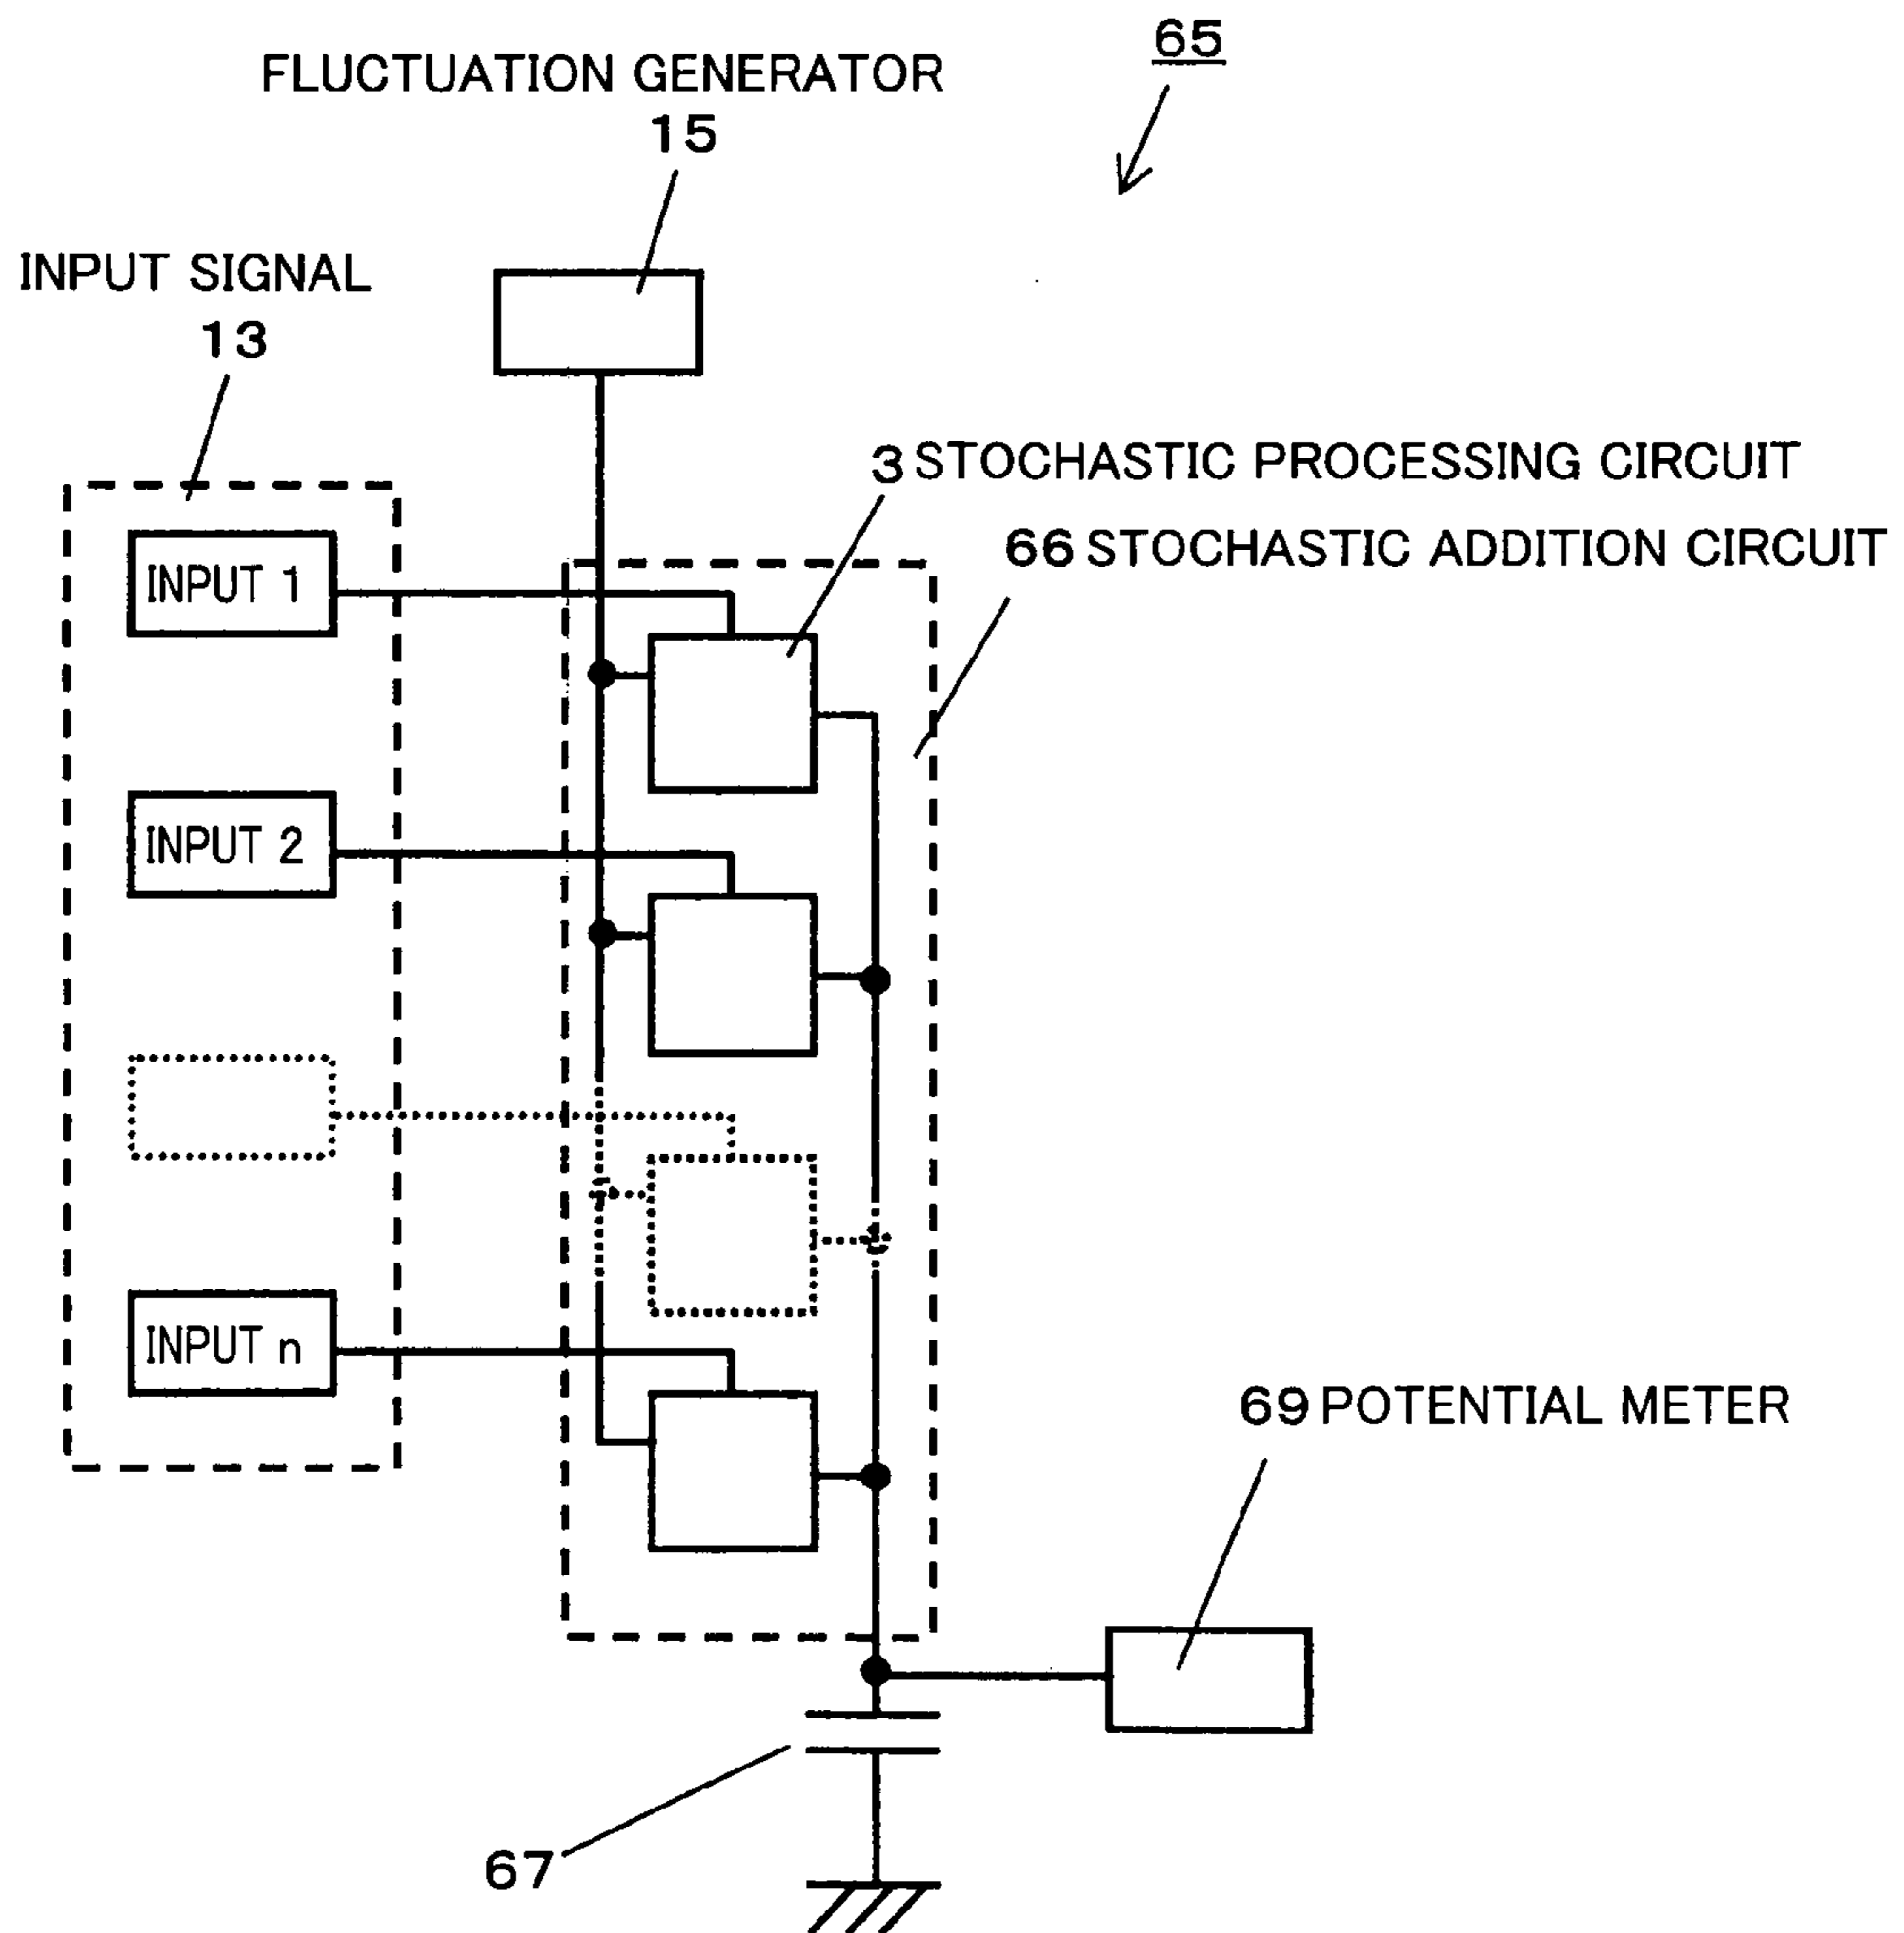 65
FLUCTUATION GENERATOR
15
INPUT SIGNAL
13
3 STOCHASTIC PROCESSING CIRCUIT
66 STOCHASTIC ADDITION CIRCUIT
INPUT 1
INPUT 2
INPUT n
69 POTENTIAL METER
67